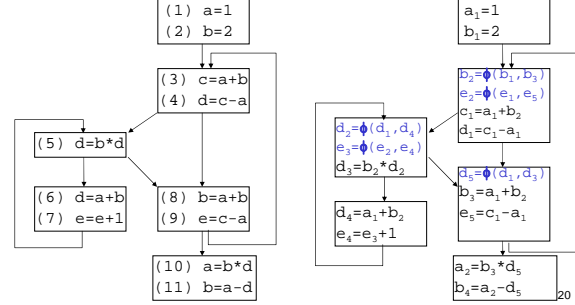 (1) a=1
(2) b=2
(3) c=a+b
(4) d=c-a
(5) d=b*d
(6) d=a+b
(7) e=e+1
(8) b=a+b
(9) e=c-a
(10) a=b*d
(11) b=a-d
a₁=1
b₁=2
b₂=ϕ(b₁,b₃)
e₂=ϕ(e₁,e₅)
c₁=a₁+b₂
d₁=c₁-a₁
d₂=ϕ(d₁,d₄)
e₃=ϕ(e₂,e₄)
d₃=b₂*d₂
d₄=a₁+b₂
e₄=e₃+1
d₅=ϕ(d₁,d₃)
b₃=a₁+b₂
e₅=c₁-a₁
a₂=b₃*d₅
b₄=a₂-d₅
20